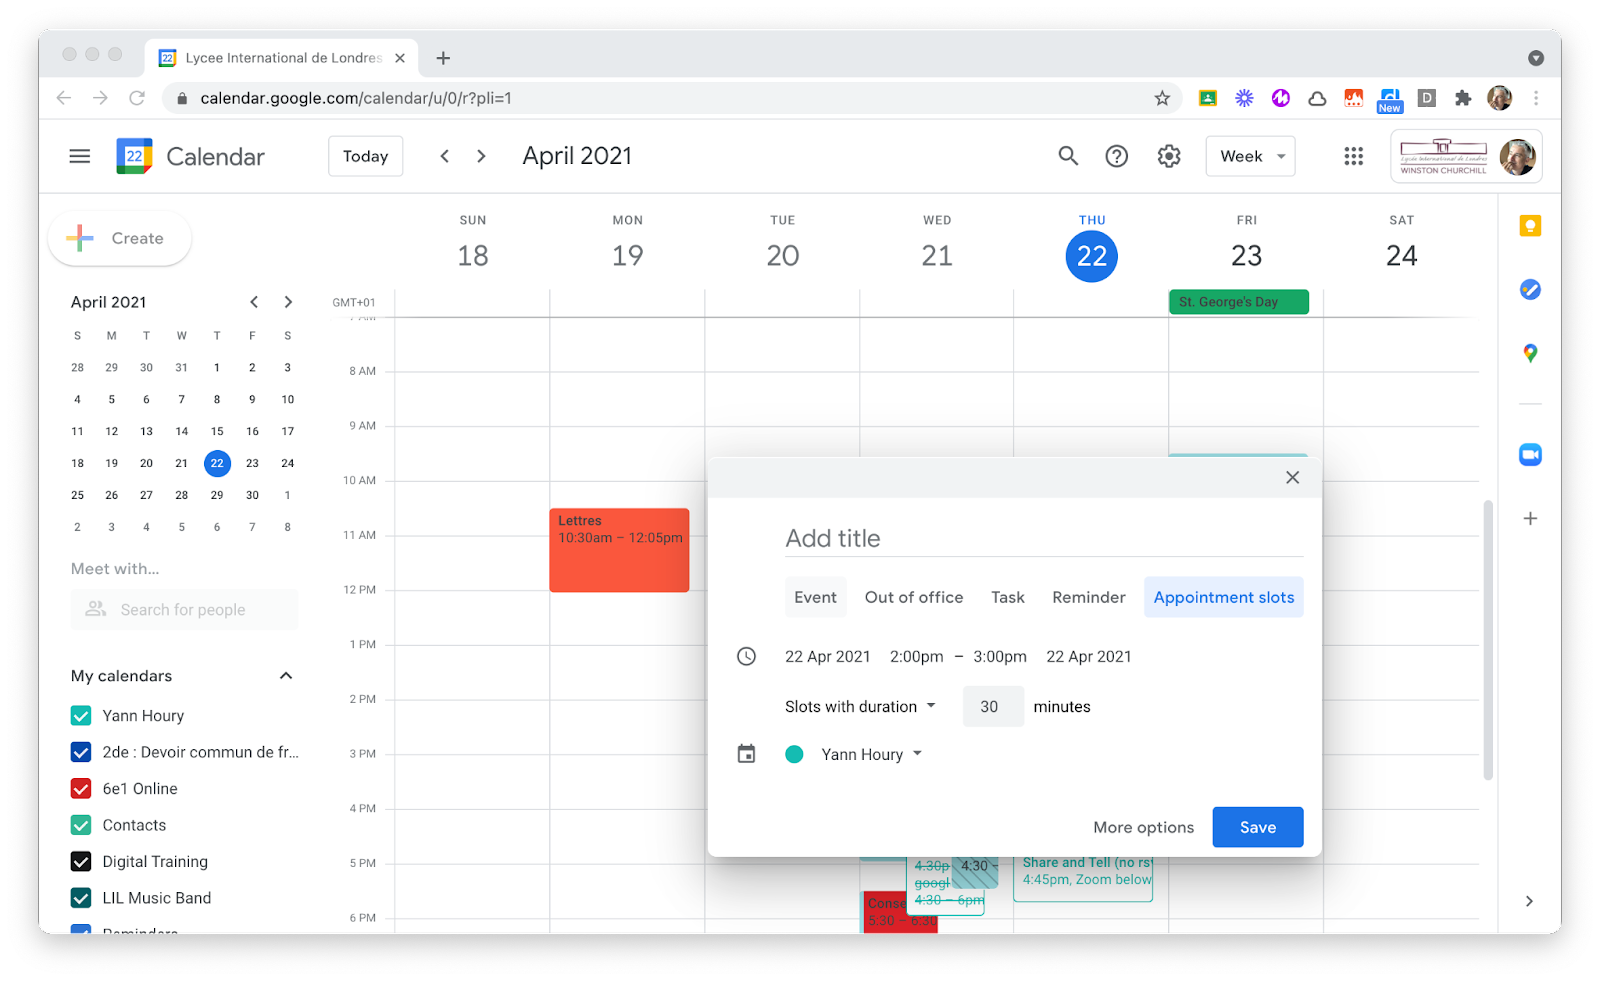 22 Lycee International de Londres
calendar.google.com/calendar/u/0/r?pli=1
New
D
22 Calendar
Today
April 2021
Week
Lycée International de Londres
WINSTON CHURCHILL
Create
SUN MON TUE WED THU FRI SAT
18 19 20 21 22 23 24
GMT+01
St. George's Day
7 AM
8 AM
9 AM
10 AM
11 AM
12 PM
1 PM
2 PM
3 PM
4 PM
5 PM
6 PM
April 2021
S M T W T F S
28 29 30 31 1 2 3
4 5 6 7 8 9 10
11 12 13 14 15 16 17
18 19 20 21 22 23 24
25 26 27 28 29 30 1
2 3 4 5 6 7 8
Meet with...
Search for people
My calendars
Yann Houry
2de : Devoir commun de fr...
6e1 Online
Contacts
Digital Training
LIL Music Band
Reminders
Lettres
10:30am – 12:05pm
Add title
Event Out of office Task Reminder Appointment slots
22 Apr 2021 2:00pm – 3:00pm 22 Apr 2021
Slots with duration 30 minutes
Yann Houry
More options Save
4:30p
googl
4:30 – 6pm
4:30 –
Conse
5:30 – 6:30
Share and Tell (no rs
4:45pm, Zoom below